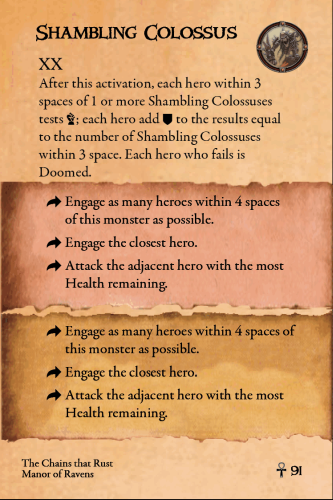 Shambling Colossus
XX
After this activation, each hero within 3
spaces of 1 or more Shambling Colossuses
tests ; each hero add to the results equal
to the number of Shambling Colossuses
within 3 space. Each hero who fails is
Doomed.
Engage as many heroes within 4 spaces
of this monster as possible.
Engage the closest hero.
Attack the adjacent hero with the most
Health remaining.
Engage as many heroes within 4 spaces of
this monster as possible.
Engage the closest hero.
Attack the adjacent hero with the most
Health remaining.
The Chains that Rust
Manor of Ravens
91